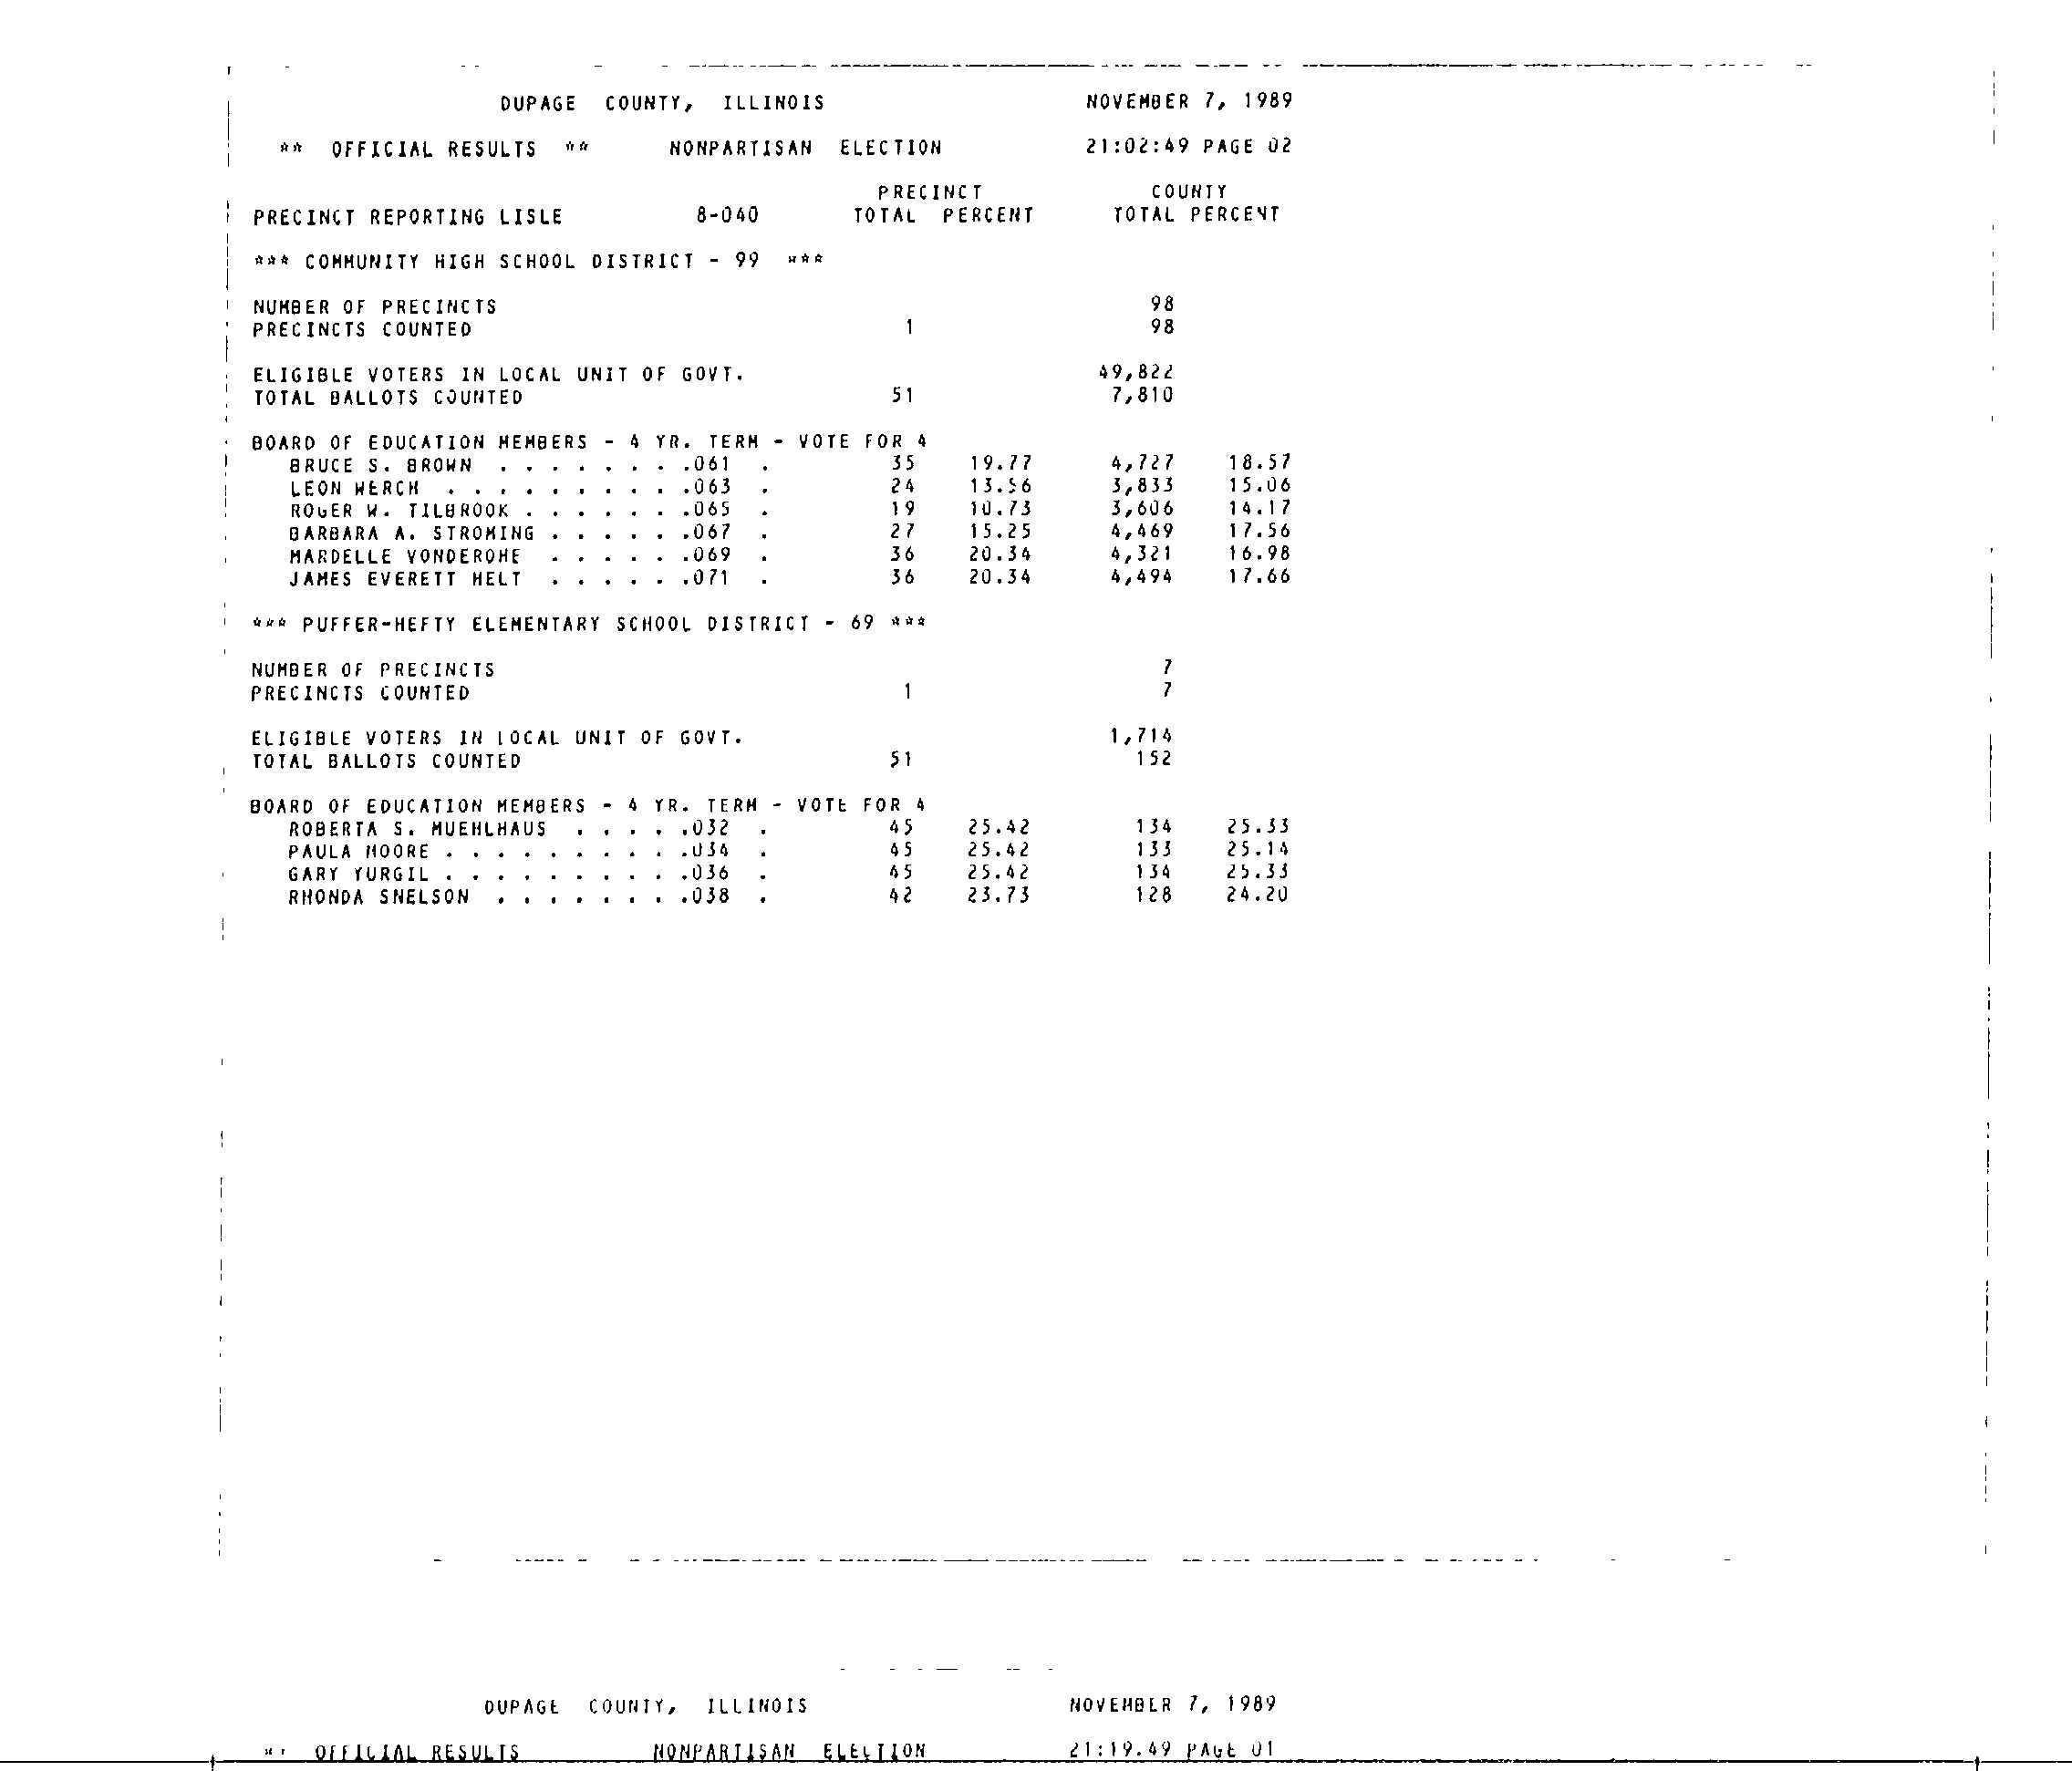 DUPAGE COUNTY, ILLINOIS NOVEMBER 7, 1989
** OFFICIAL RESULTS ** NONPARTISAN ELECTION 21:02:49 PAGE 02
PRECINCT COUNTY
PRECINCT REPORTING LISLE 8-040 TOTAL PERCENT TOTAL PERCENT
*** COMMUNITY HIGH SCHOOL DISTRICT - 99 ***
NUMBER OF PRECINCTS 98
PRECINCTS COUNTED 1 98
ELIGIBLE VOTERS IN LOCAL UNIT OF GOVT. 49,822
TOTAL BALLOTS COUNTED 51 7,810
BOARD OF EDUCATION MEMBERS - 4 YR. TERM - VOTE FOR 4
BRUCE S. BROWN . . . . . . . .061 . 35 19.77 4,727 18.57
LEON WERCH . . . . . . . . . .063 . 24 13.56 3,833 15.06
ROGER W. TILBROOK . . . . . . .065 . 19 10.73 3,606 14.17
BARBARA A. STROMING . . . . . .067 . 27 15.25 4,469 17.56
MARDELLE VONDEROHE . . . . . .069 . 36 20.34 4,321 16.98
JAMES EVERETT HELT . . . . . .071 . 36 20.34 4,494 17.66
*** PUFFER-HEFTY ELEMENTARY SCHOOL DISTRICT - 69 ***
NUMBER OF PRECINCTS 7
PRECINCTS COUNTED 1 7
ELIGIBLE VOTERS IN LOCAL UNIT OF GOVT. 1,714
TOTAL BALLOTS COUNTED 51 152
BOARD OF EDUCATION MEMBERS - 4 YR. TERM - VOTE FOR 4
ROBERTA S. MUEHLHAUS . . . . .032 . 45 25.42 134 25.33
PAULA MOORE . . . . . . . . . .034 . 45 25.42 133 25.14
GARY YURGIL . . . . . . . . . .036 . 45 25.42 134 25.33
RHONDA SNELSON . . . . . . . .038 . 42 23.73 128 24.20
DUPAGE COUNTY, ILLINOIS NOVEMBER 7, 1989
** OFFICIAL RESULTS NONPARTISAN ELECTION 21:19.49 PAGE 01